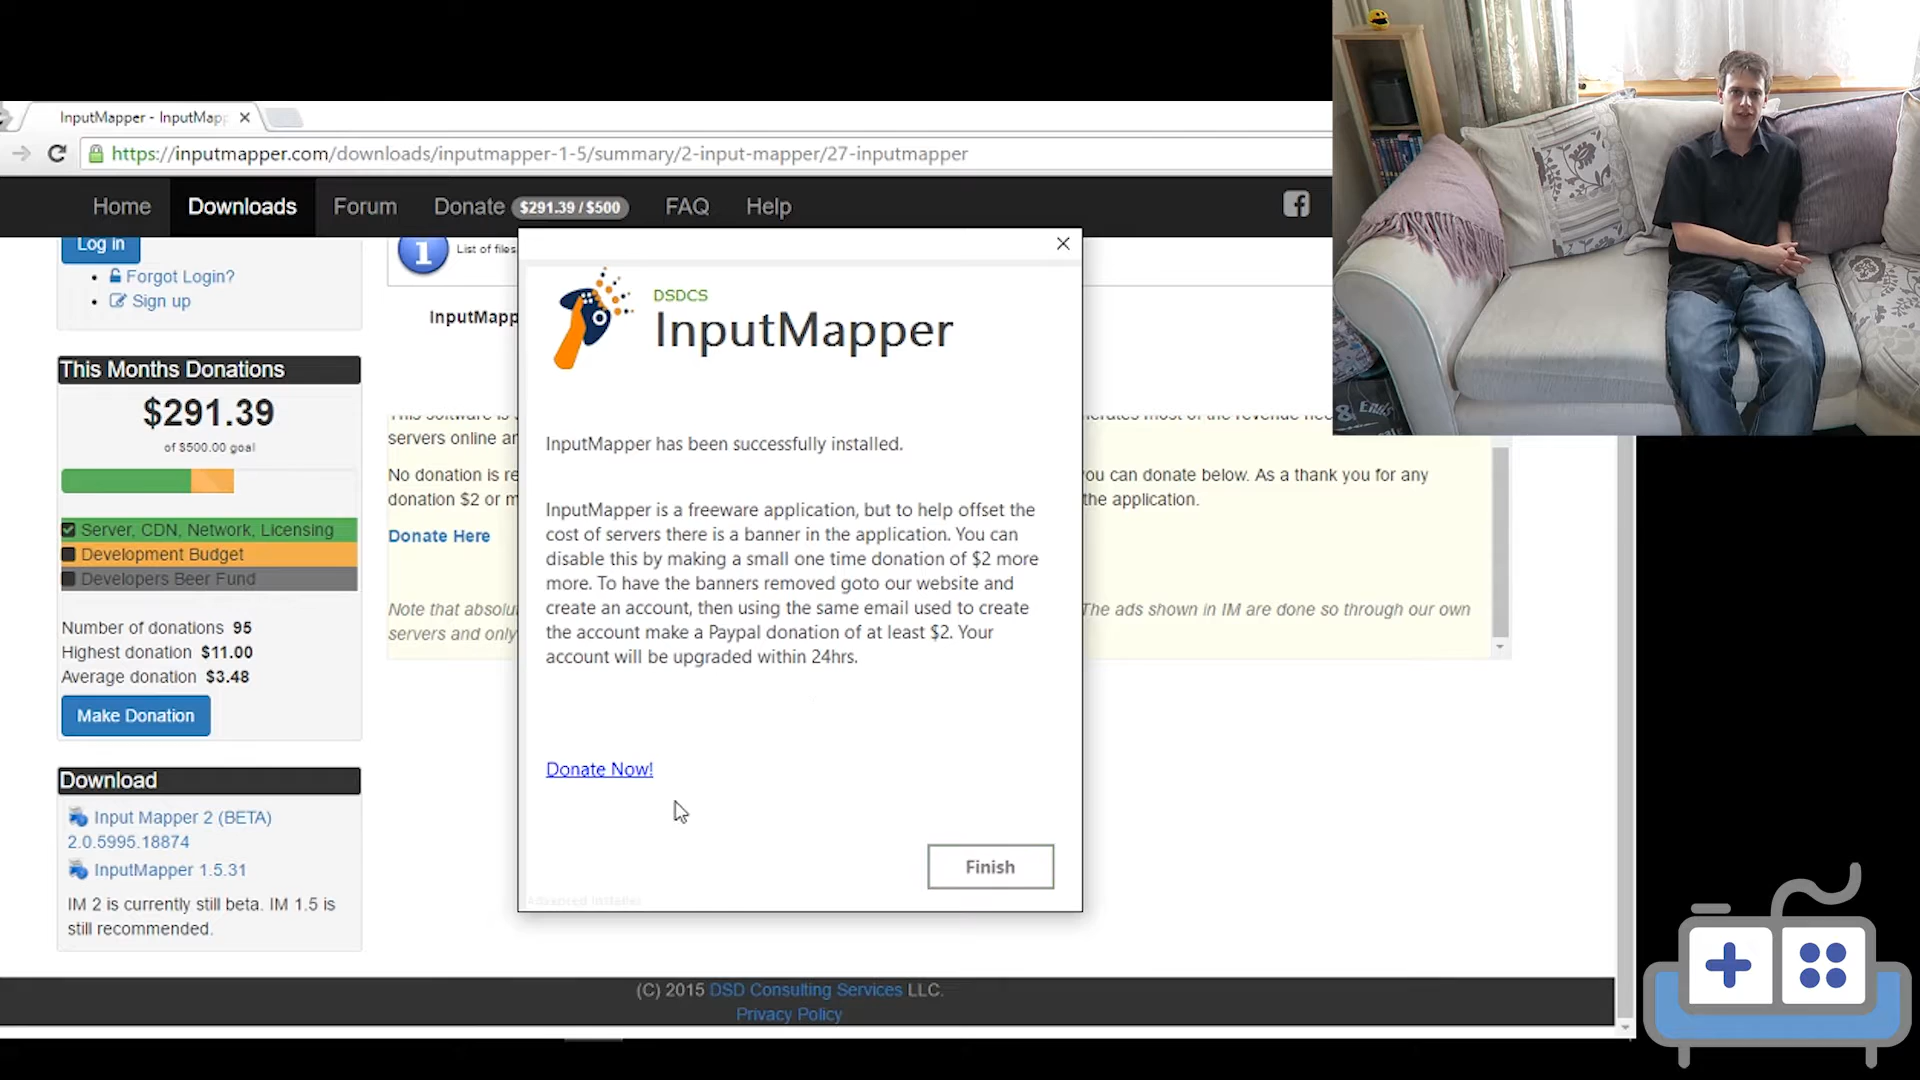 InputMapper - InputMapp
https://inputmapper.com/downloads/inputmapper-1-5/summary/2-input-mapper/27-inputmapper
Home
Downloads
Forum
Donate $291.39 / $500
FAQ
Help
Log in
Forgot Login?
Sign up
This Months Donations
$291.39
of $500.00 goal
Server, CDN, Network, Licensing
Development Budget
Developers Beer Fund
Number of donations 95
Highest donation $11.00
Average donation $3.48
Make Donation
Download
Input Mapper 2 (BETA)
2.0.5995.18874
InputMapper 1.5.31
IM 2 is currently still beta. IM 1.5 is
still recommended.
List of files
InputMapp
servers online an
No donation is re
donation $2 or m
Donate Here
Note that absolu
servers and only
DSDCS
InputMapper
InputMapper has been successfully installed.
InputMapper is a freeware application, but to help offset the
cost of servers there is a banner in the application. You can
disable this by making a small one time donation of $2 more
more. To have the banners removed goto our website and
create an account, then using the same email used to create
the account make a Paypal donation of at least $2. Your
account will be upgraded within 24hrs.
Donate Now!
Finish
Advanced Installer
you can donate below. As a thank you for any
the application.
The ads shown in IM are done so through our own
(C) 2015 DSD Consulting Services LLC.
Privacy Policy
& Ends